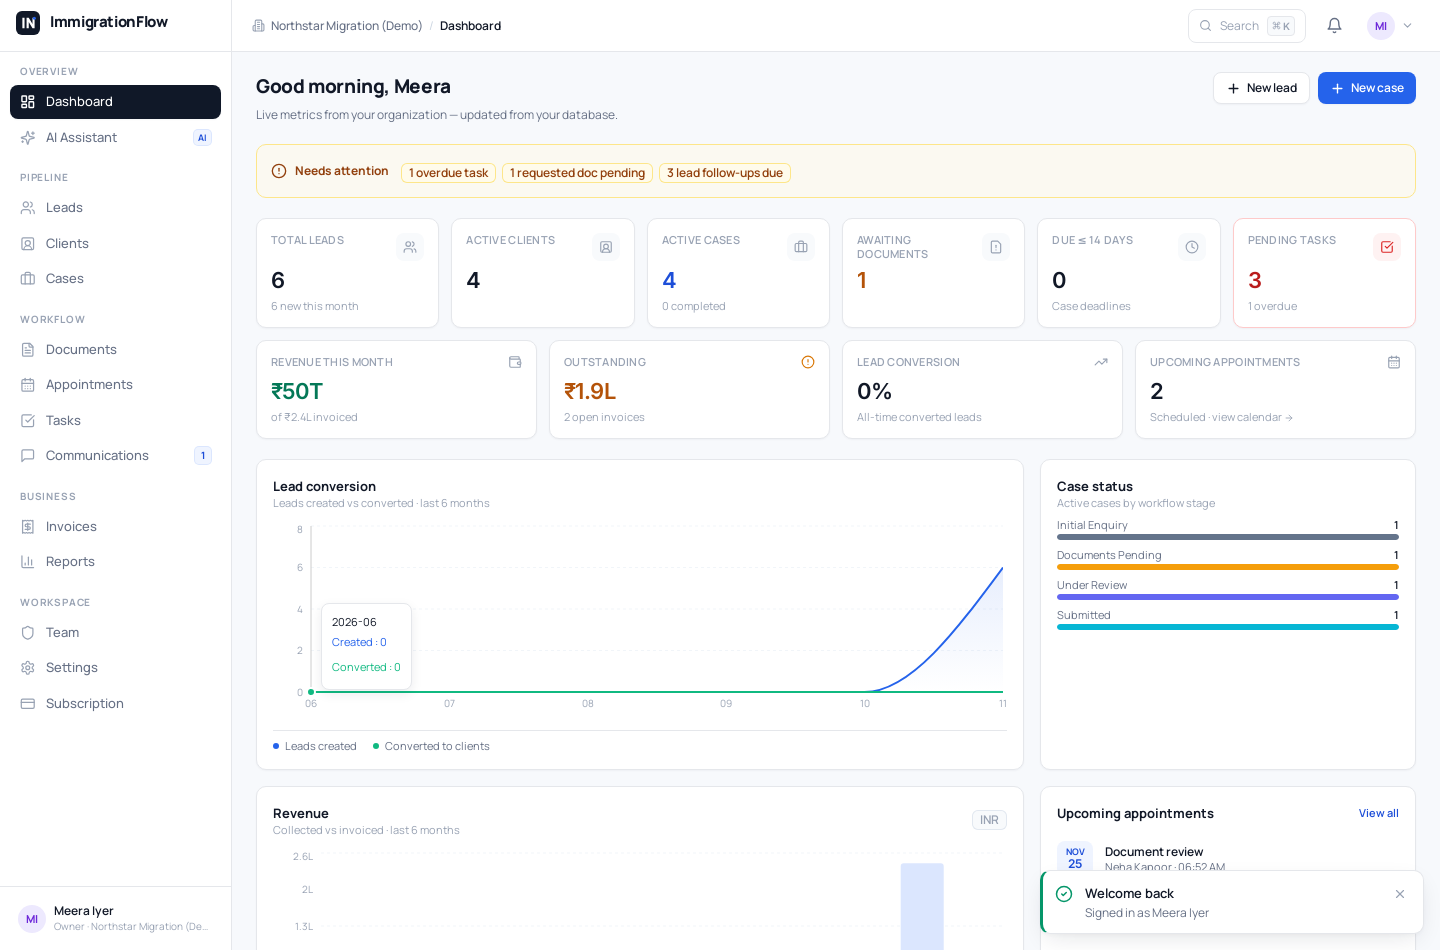 IN ImmigrationFlow
Northstar Migration (Demo) / Dashboard
Search ⌘ K
MI
OVERVIEW
Dashboard
AI Assistant AI
PIPELINE
Leads
Clients
Cases
WORKFLOW
Documents
Appointments
Tasks
Communications 1
BUSINESS
Invoices
Reports
WORKSPACE
Team
Settings
Subscription
MI Meera Iyer
Owner · Northstar Migration (De...
Good morning, Meera
Live metrics from your organization — updated from your database.
+ New lead
+ New case
Needs attention 1 overdue task 1 requested doc pending 3 lead follow-ups due
TOTAL LEADS
6
6 new this month
ACTIVE CLIENTS
4
ACTIVE CASES
4
0 completed
AWAITING
DOCUMENTS
1
DUE ≤ 14 DAYS
0
Case deadlines
PENDING TASKS
3
1 overdue
REVENUE THIS MONTH
₹50T
of ₹2.4L invoiced
OUTSTANDING
₹1.9L
2 open invoices
LEAD CONVERSION
0%
All-time converted leads
UPCOMING APPOINTMENTS
2
Scheduled · view calendar →
Lead conversion
Leads created vs converted · last 6 months
8
6
4
2
0
2026-06
Created : 0
Converted : 0
06 07 08 09 10 11
Leads created Converted to clients
Case status
Active cases by workflow stage
Initial Enquiry 1
Documents Pending 1
Under Review 1
Submitted 1
Revenue
Collected vs invoiced · last 6 months
INR
2.6L
2L
1.3L
Upcoming appointments View all
NOV
25
Document review
Neha Kapoor · 06:52 AM
Welcome back
Signed in as Meera Iyer